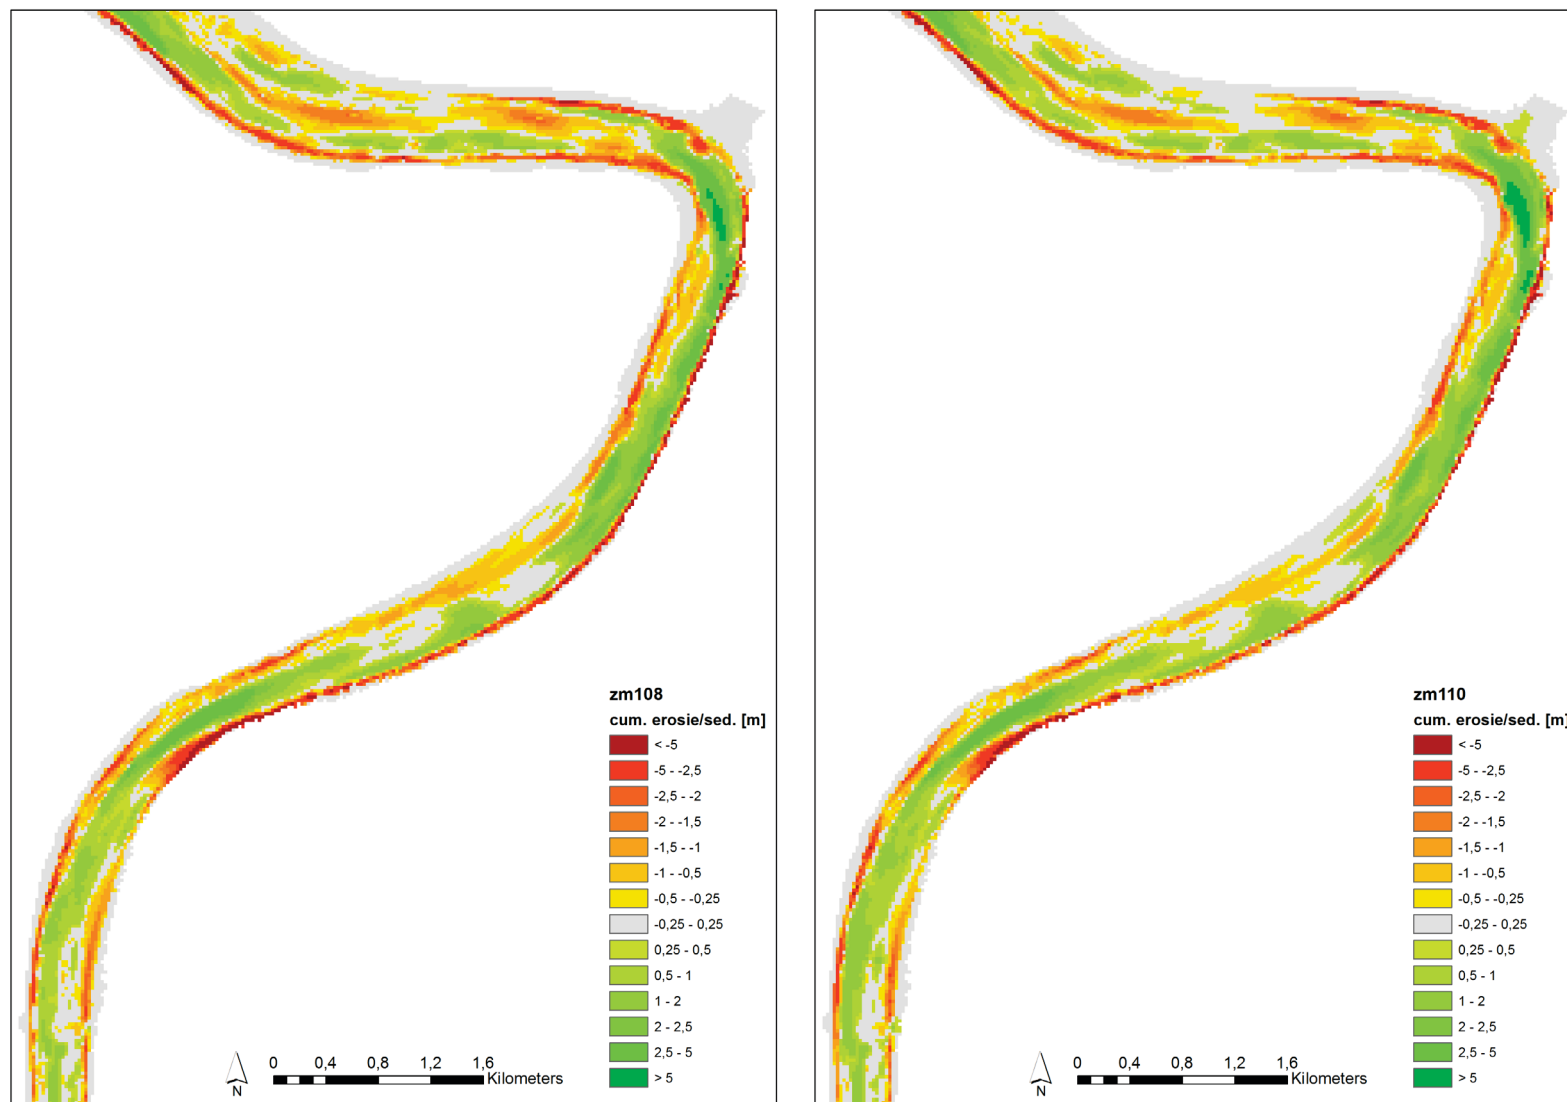 zm108
cum. erosie/sed. [m]
< -5
-5 - -2,5
-2,5 - -2
-2 - -1,5
-1,5 - -1
-1 - -0,5
-0,5 - -0,25
-0,25 - 0,25
0,25 - 0,5
0,5 - 1
1 - 2
2 - 2,5
2,5 - 5
> 5
N
0 0,4 0,8 1,2 1,6
Kilometers
zm110
cum. erosie/sed. [m]
< -5
-5 - -2,5
-2,5 - -2
-2 - -1,5
-1,5 - -1
-1 - -0,5
-0,5 - -0,25
-0,25 - 0,25
0,25 - 0,5
0,5 - 1
1 - 2
2 - 2,5
2,5 - 5
> 5
N
0 0,4 0,8 1,2 1,6
Kilometers